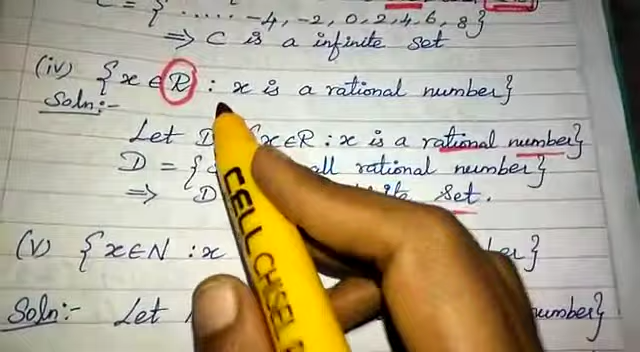 C = { ..... -4, -2, 0, 2, 4, 6, 8 }
⇒ C is a infinite set
(iv) { x ∈ R : x is a rational number }
Soln:-
Let D {x∈R : x is a rational number}
D = { all rational number }
⇒ D set.
(v) { x∈N : x }
Soln:- Let number}
CELL CHISEL